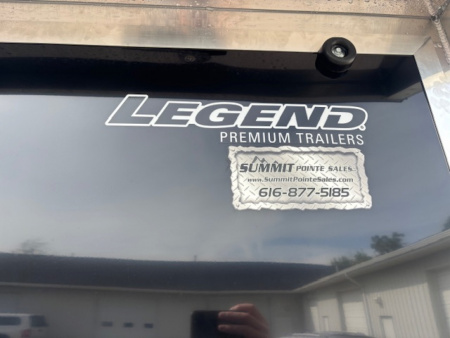 LEGEND
PREMIUM TRAILERS
SUMMIT POINTE SALES
www.SummitPointeSales.com
616-877-5185